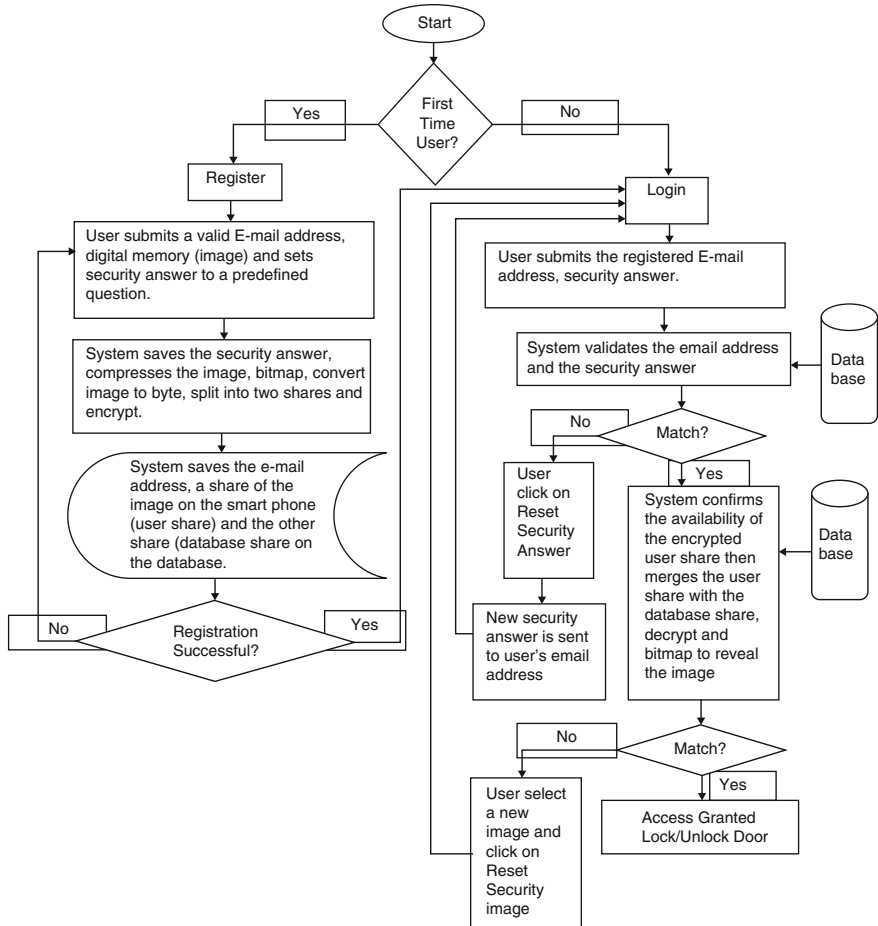 Start
First
Time
User?
Yes
No
Register
User submits a valid E-mail address,
digital memory (image) and sets
security answer to a predefined
question.
System saves the security answer,
compresses the image, bitmap, convert
image to byte, split into two shares and
encrypt.
System saves the e-mail
address, a share of the
image on the smart phone
(user share) and the other
share (database share on
the database.
Registration
Successful?
No
Yes
Login
User submits the registered E-mail
address, security answer.
System validates the email address
and the security answer
Data
base
Match?
No
Yes
User
click on
Reset
Security
Answer
New security
answer is sent
to user's email
address
System confirms
the availability of
the encrypted
user share then
merges the user
share with the
database share,
decrypt and
bitmap to reveal
the image
Data
base
Match?
No
Yes
User select
a new
image and
click on
Reset
Security
image
Access Granted
Lock/Unlock Door